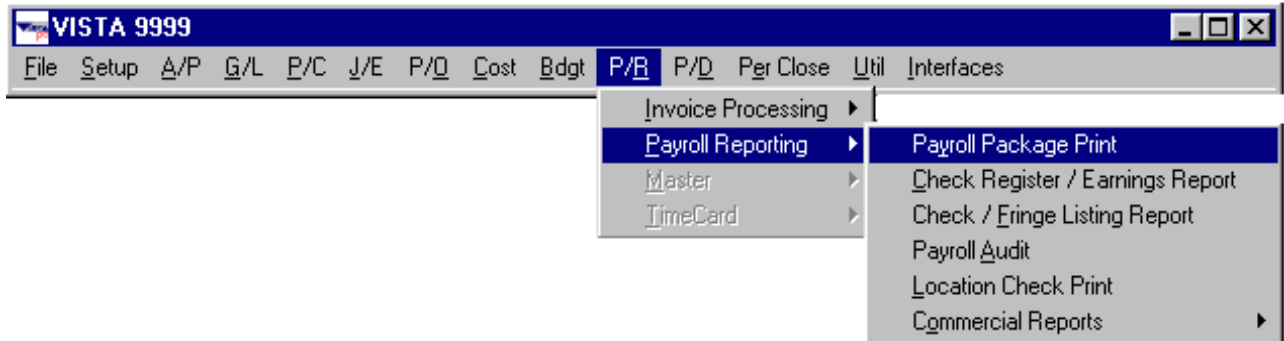 VISTA 9999
File Setup A/P G/L P/C J/E P/O Cost Bdgt P/R P/D Per Close Util Interfaces
Invoice Processing
Payroll Reporting
Master
TimeCard
Payroll Package Print
Check Register / Earnings Report
Check / Fringe Listing Report
Payroll Audit
Location Check Print
Commercial Reports